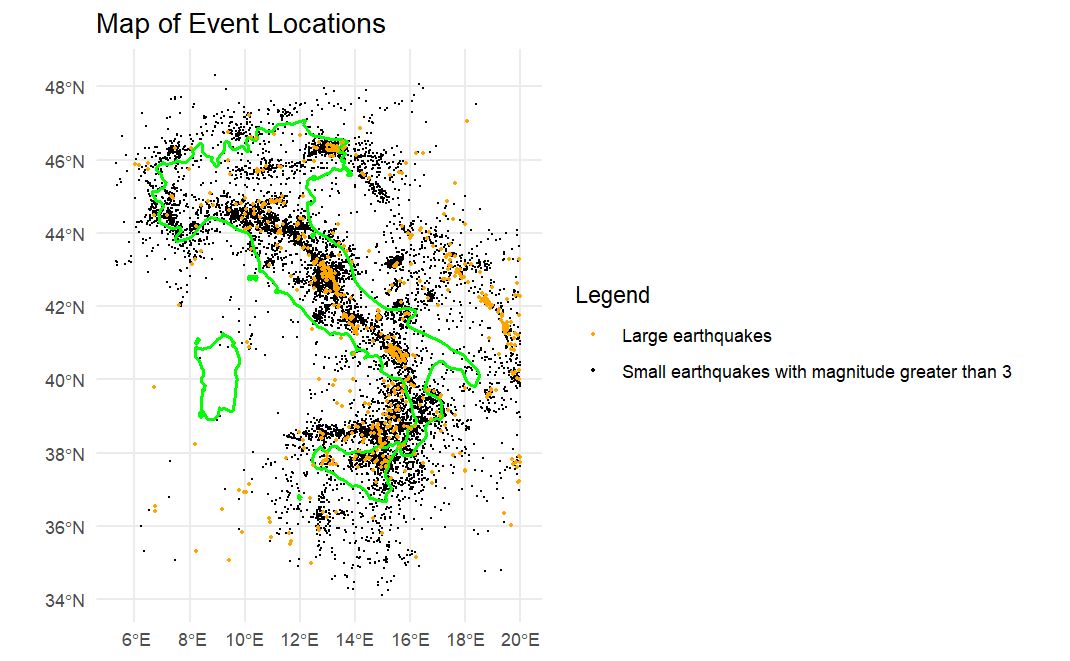 Map of Event Locations
48°N
46°N
44°N
42°N
40°N
38°N
36°N
34°N
6°E 8°E 10°E 12°E 14°E 16°E 18°E 20°E
Legend
Large earthquakes
Small earthquakes with magnitude greater than 3